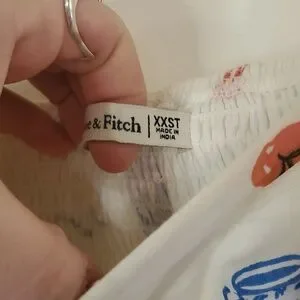 e & Fitch
XXST
MADE IN
INDIA